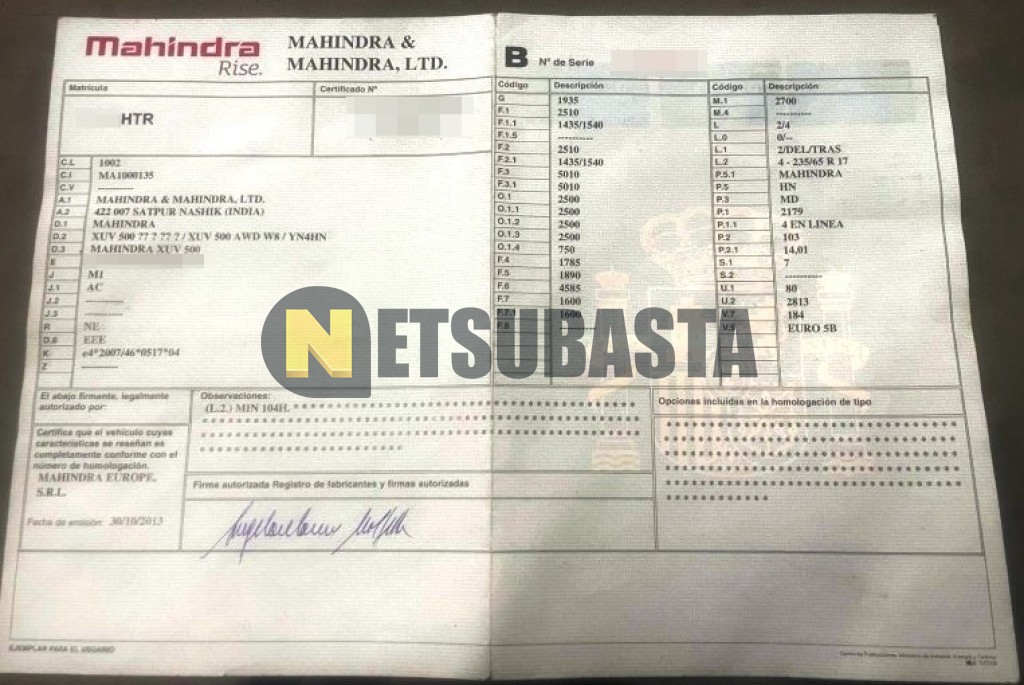 Mahindra
Rise.
MAHINDRA &
MAHINDRA, LTD.
B Nº de Serie
Matrícula
HTR
Certificado Nº
C.L 1002
C.I MA1000135
C.V ----------
A.1 MAHINDRA & MAHINDRA, LTD.
A.2 422 007 SATPUR NASHIK (INDIA)
D.1 MAHINDRA
D.2 XUV 500 ?? ? ?? ? / XUV 500 AWD W8 / YN4HN
D.3 MAHINDRA XUV 500
E
J M1
J.1 AC
J.2 ----------
J.3 ----------
R NE
D.6 EEE
K e4*2007/46*0517*04
Z ----------
Código Descripción
G 1935
F.1 2510
F.1.1 1435/1540
F.1.5 ----------
F.2 2510
F.2.1 1435/1540
F.3 5010
F.3.1 5010
O.1 2500
O.1.1 2500
O.1.2 2500
O.1.3 2500
O.1.4 750
F.4 1785
F.5 1890
F.6 4585
F.7 1600
F.7.1 1600
F.8 ----------
Código Descripción
M.1 2700
M.4 ----------
L 2/4
L.0 0/--
L.1 2/DEL/TRAS
L.2 4 - 235/65 R 17
P.5.1 MAHINDRA
P.5 HN
P.3 MD
P.1 2179
P.1.1 4 EN LINEA
P.2 103
P.2.1 14,01
S.1 7
S.2 ----------
U.1 80
U.2 2813
V.7 184
V.9 EURO 5B
NETSUBASTA
El abajo firmante, legalmente
autorizado por:
Certifica que el vehículo cuyas
características se reseñan es
completamente conforme con el
número de homologación.
MAHINDRA EUROPE,
S.R.L.
Fecha de emisión: 30/10/2013
Observaciones:
(L.2.) MIN 104H.
Firma autorizada Registro de fabricantes y firmas autorizadas
Opciones incluidas en la homologación de tipo
EJEMPLAR PARA EL USUARIO